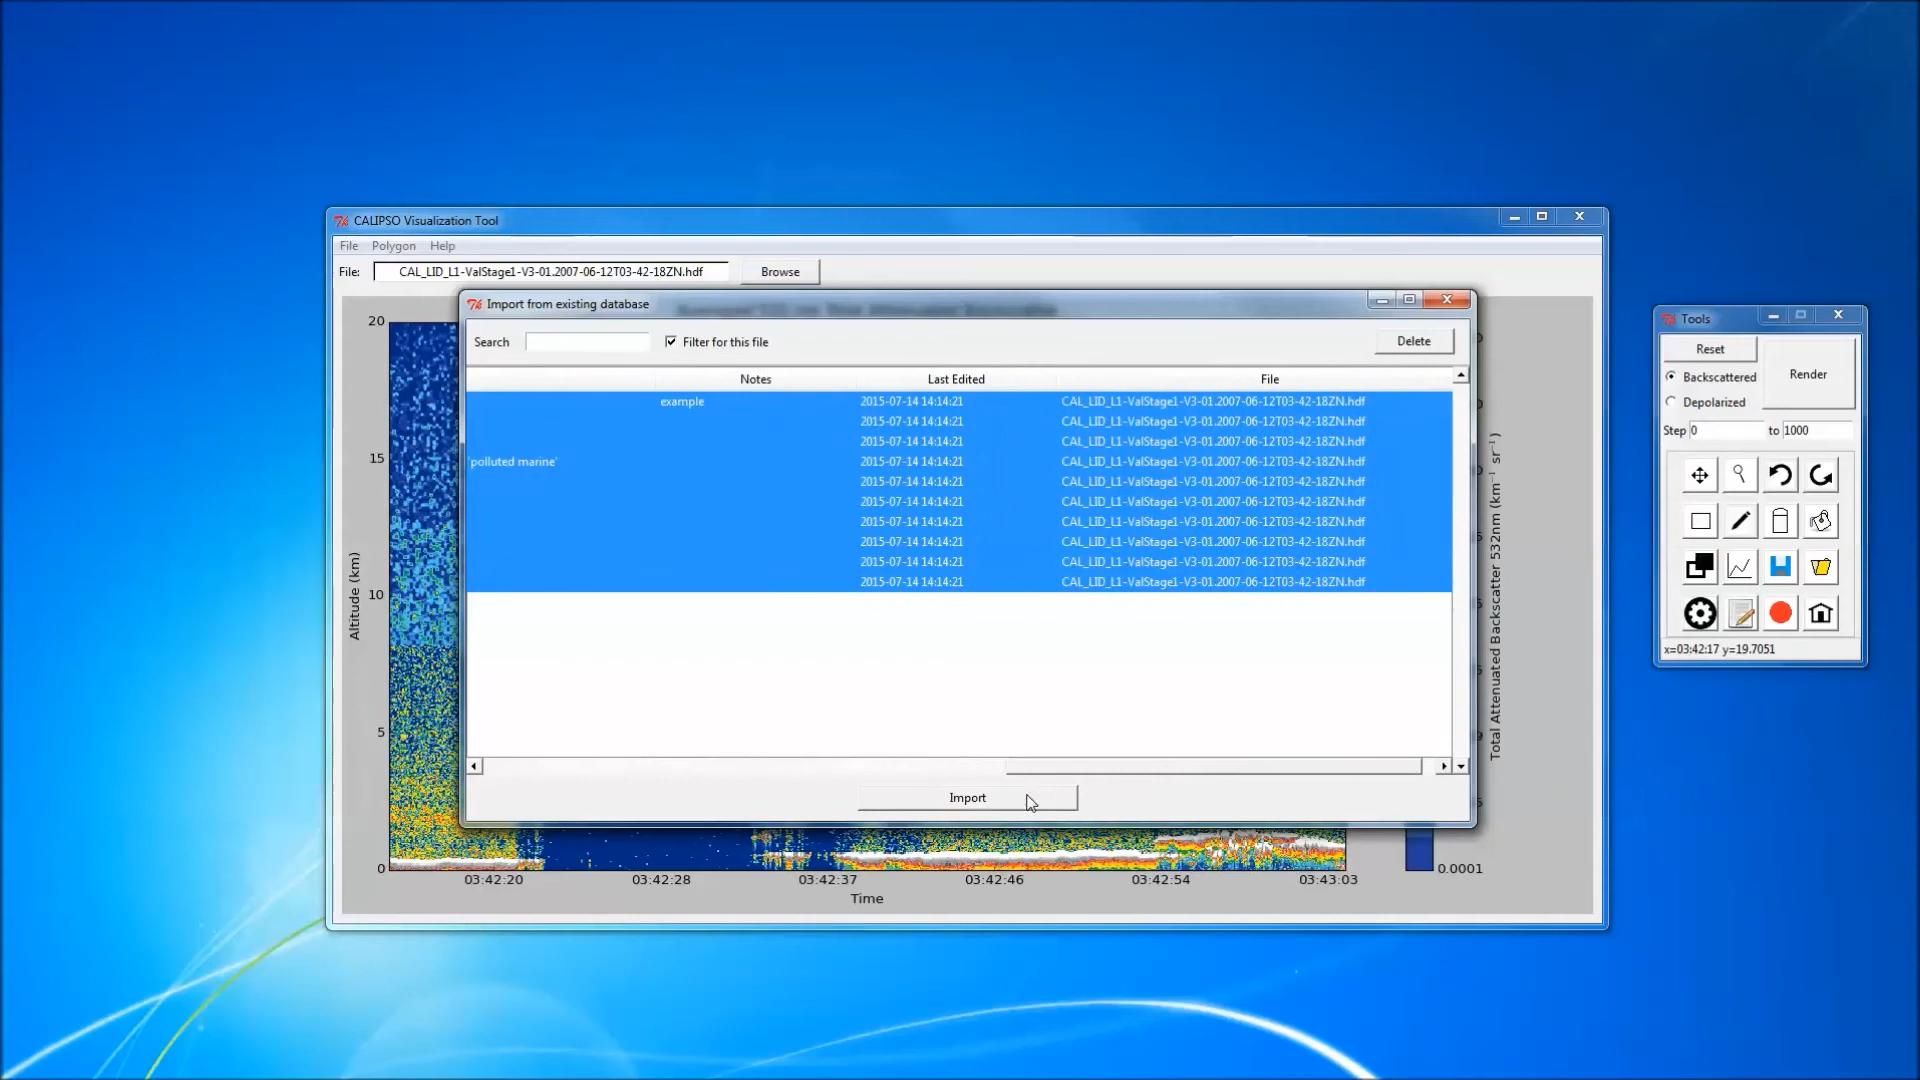 CALIPSO Visualization Tool
File Polygon Help
File: CAL_LID_L1-ValStage1-V3-01.2007-06-12T03-42-18ZN.hdf Browse
Import from existing database
Search Filter for this file Delete
Notes Last Edited File
example 2015-07-14 14:14:21 CAL_LID_L1-ValStage1-V3-01.2007-06-12T03-42-18ZN.hdf
2015-07-14 14:14:21 CAL_LID_L1-ValStage1-V3-01.2007-06-12T03-42-18ZN.hdf
2015-07-14 14:14:21 CAL_LID_L1-ValStage1-V3-01.2007-06-12T03-42-18ZN.hdf
'polluted marine' 2015-07-14 14:14:21 CAL_LID_L1-ValStage1-V3-01.2007-06-12T03-42-18ZN.hdf
2015-07-14 14:14:21 CAL_LID_L1-ValStage1-V3-01.2007-06-12T03-42-18ZN.hdf
2015-07-14 14:14:21 CAL_LID_L1-ValStage1-V3-01.2007-06-12T03-42-18ZN.hdf
2015-07-14 14:14:21 CAL_LID_L1-ValStage1-V3-01.2007-06-12T03-42-18ZN.hdf
2015-07-14 14:14:21 CAL_LID_L1-ValStage1-V3-01.2007-06-12T03-42-18ZN.hdf
2015-07-14 14:14:21 CAL_LID_L1-ValStage1-V3-01.2007-06-12T03-42-18ZN.hdf
2015-07-14 14:14:21 CAL_LID_L1-ValStage1-V3-01.2007-06-12T03-42-18ZN.hdf
Import
20
15
10
5
0
Altitude (km)
03:42:20 03:42:28 03:42:37 03:42:46 03:42:54 03:43:03
Time
0.0001
Total Attenuated Backscatter 532nm (km⁻¹ sr⁻¹)
Tools
Reset
Render
Backscattered
Depolarized
Step 0 to 1000
x=03:42:17 y=19.7051